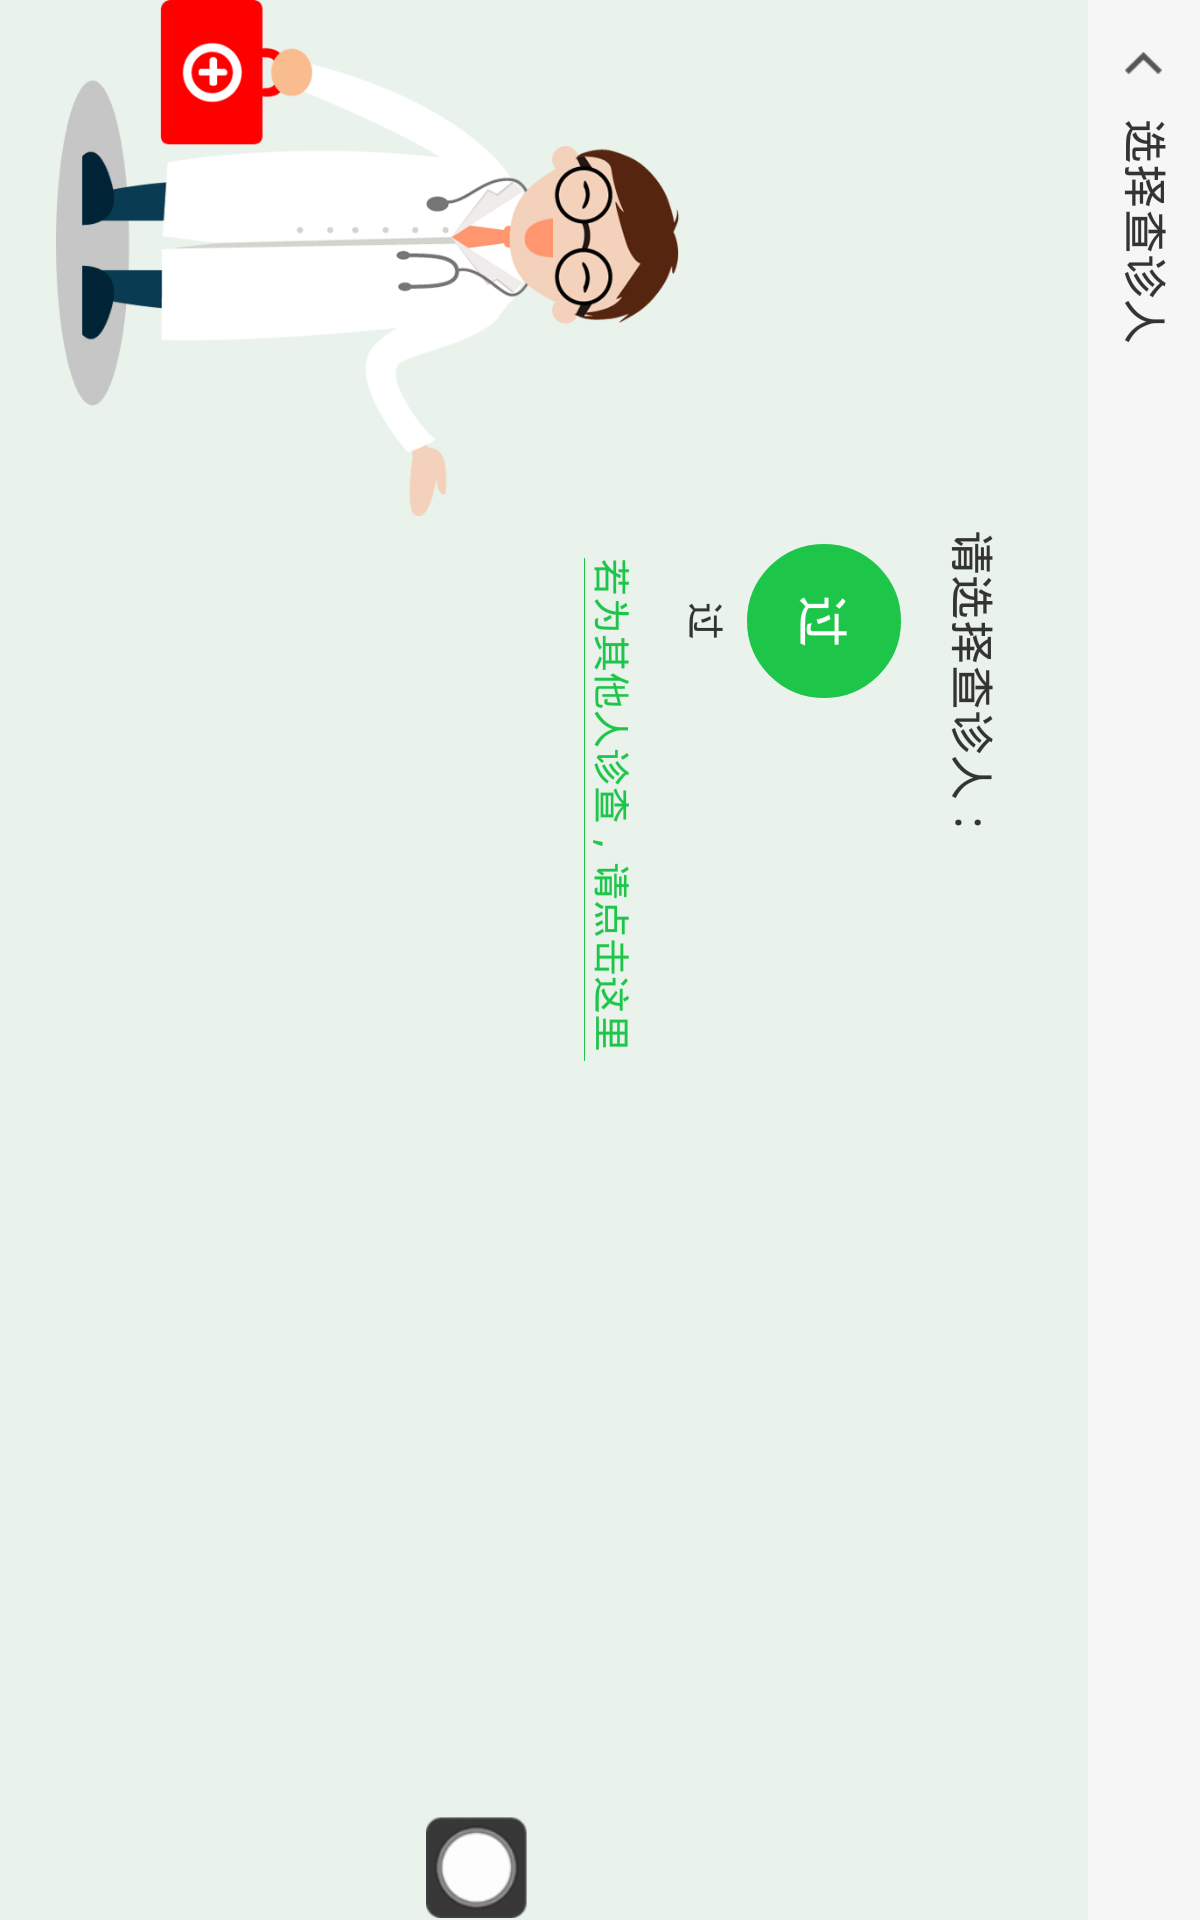 选择查诊人
请选择查诊人：
过
过
若为其他人诊查，请点击这里